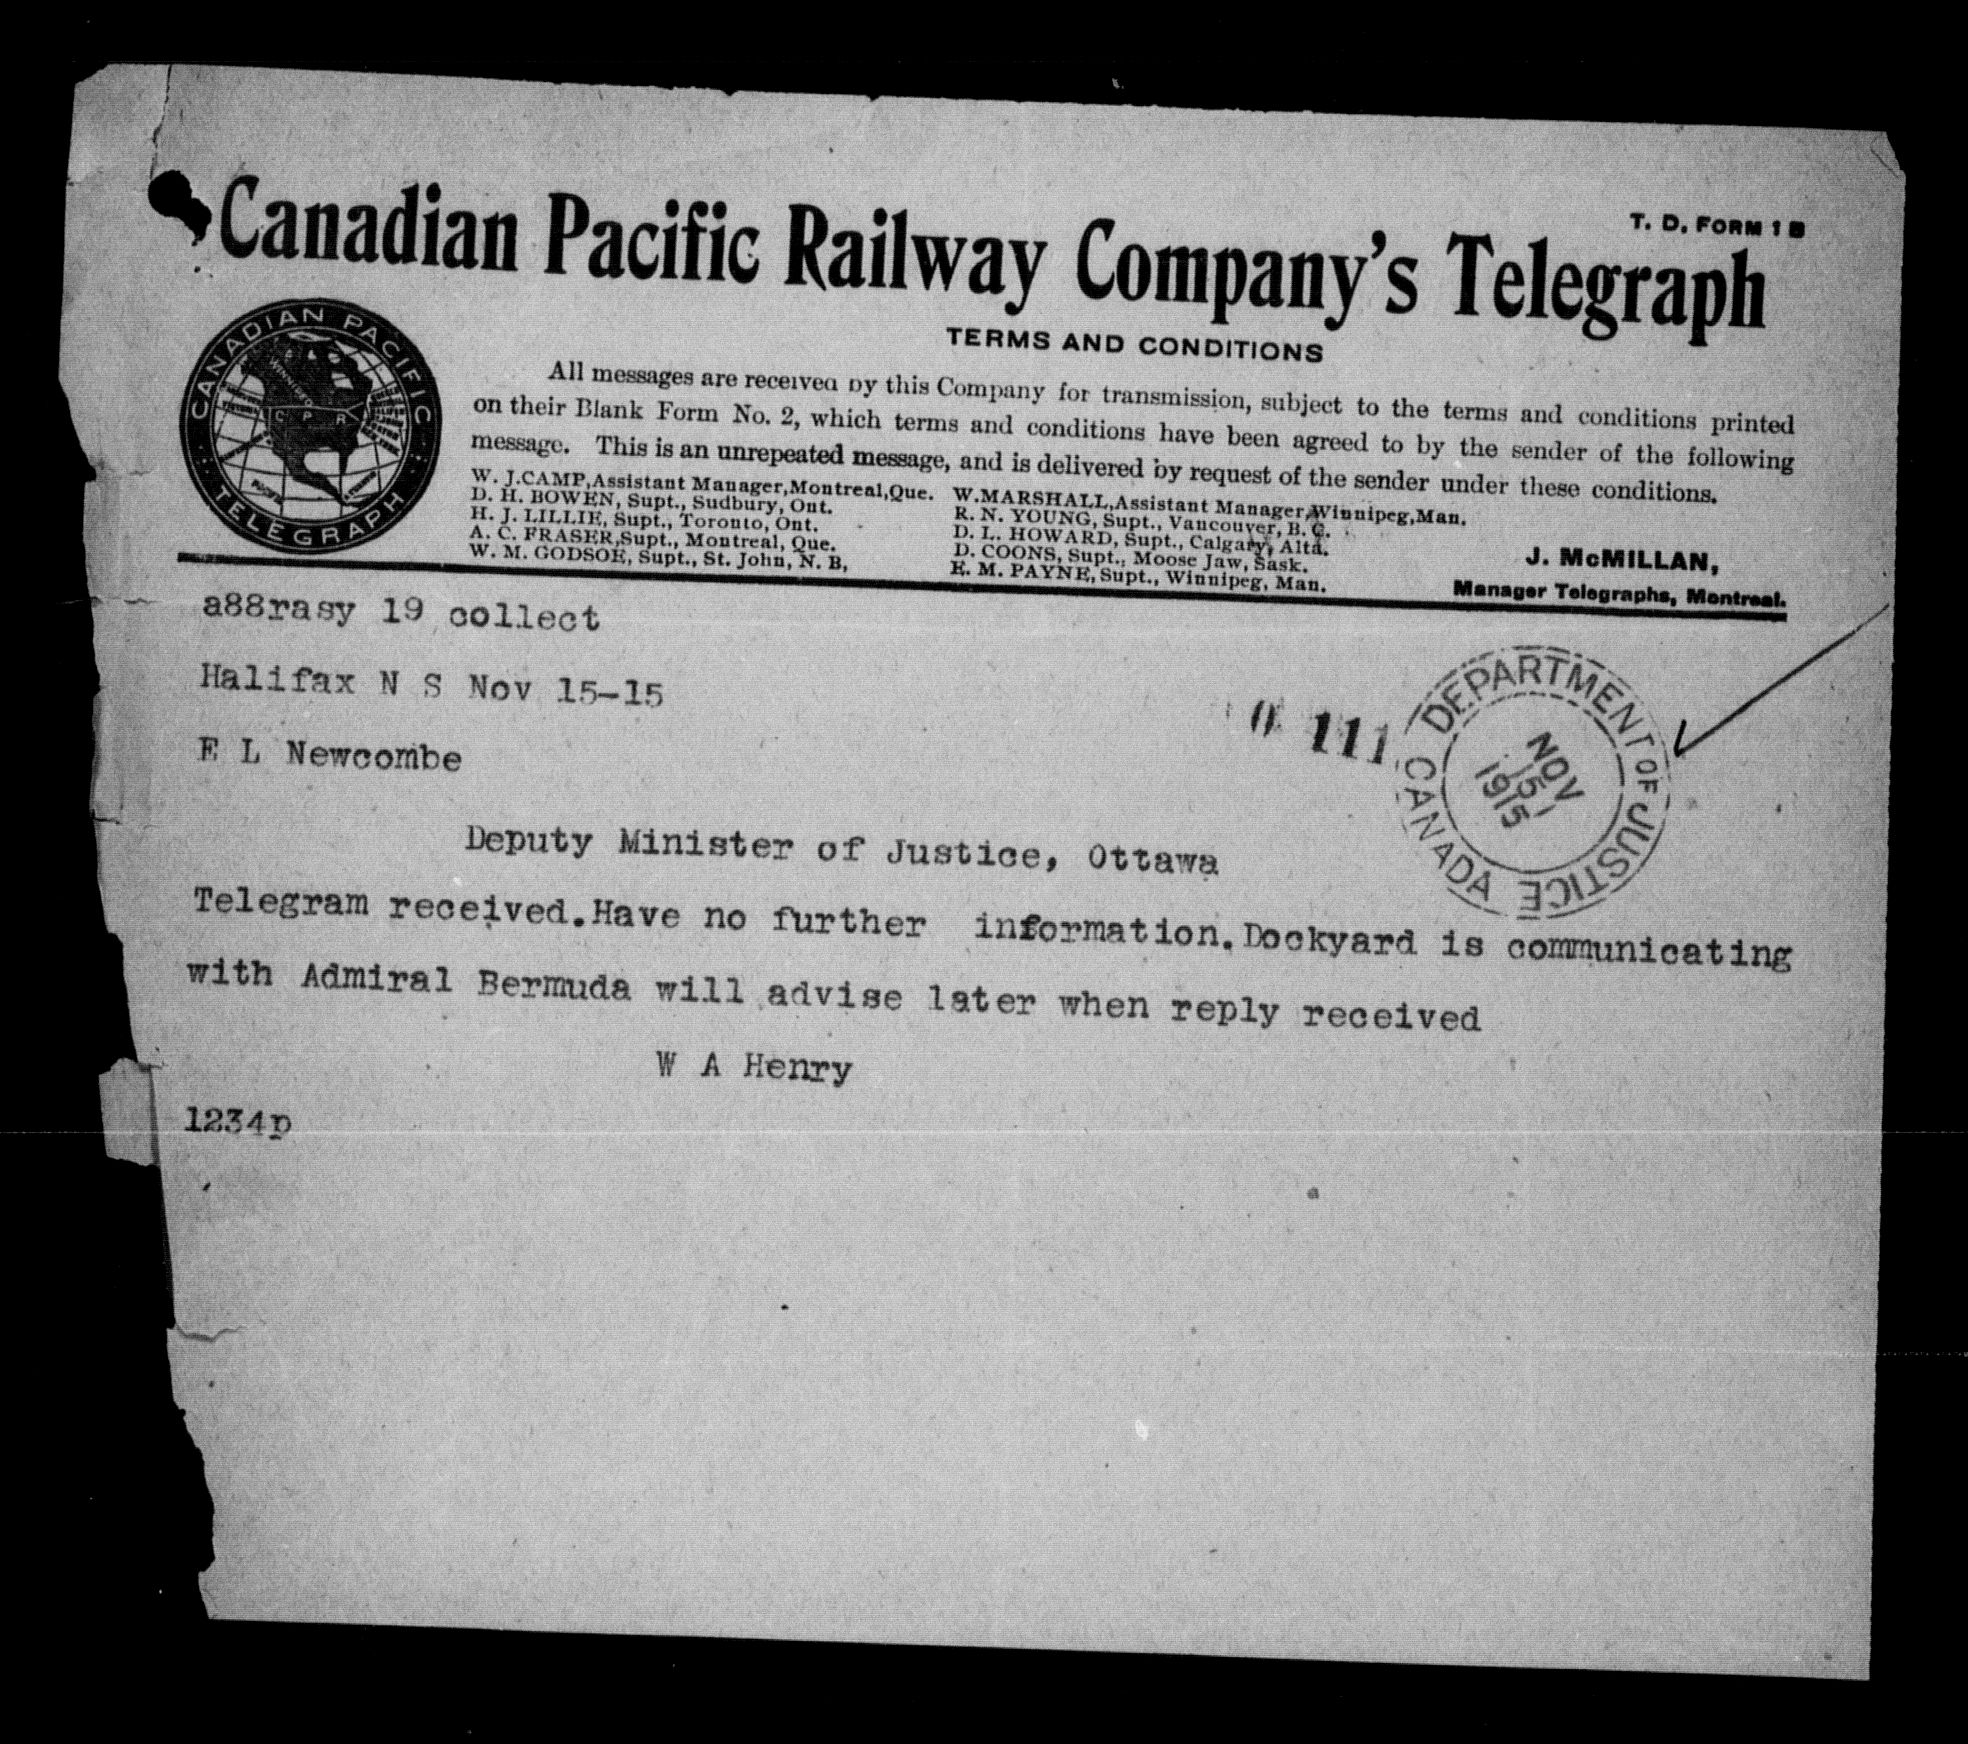 T. D. FORM 1 B
Canadian Pacific Railway Company's Telegraph
CANADIAN PACIFIC
C P R
TELEGRAPH
TERMS AND CONDITIONS
All messages are received by this Company for transmission, subject to the terms and conditions printed
on their Blank Form No. 2, which terms and conditions have been agreed to by the sender of the following
message. This is an unrepeated message, and is delivered by request of the sender under these conditions.
W. J. CAMP, Assistant Manager, Montreal, Que.
D. H. BOWEN, Supt., Sudbury, Ont.
H. J. LILLIE, Supt., Toronto, Ont.
A. C. FRASER, Supt., Montreal, Que.
W. M. GODSOE, Supt., St. John, N. B,
W. MARSHALL, Assistant Manager, Winnipeg, Man.
R. N. YOUNG, Supt., Vancouver, B. C.
D. L. HOWARD, Supt., Calgary, Alta.
D. COONS, Supt., Moose Jaw, Sask.
E. M. PAYNE, Supt., Winnipeg, Man.
J. McMILLAN,
Manager Telegraphs, Montreal.
a88rasy 19 collect
Halifax N S Nov 15-15
111
DEPARTMENT OF JUSTICE
CANADA
NOV
15
1915
E L Newcombe
Deputy Minister of Justice, Ottawa
Telegram received.Have no further information.Dockyard is communicating
with Admiral Bermuda will advise later when reply received
W A Henry
1234p